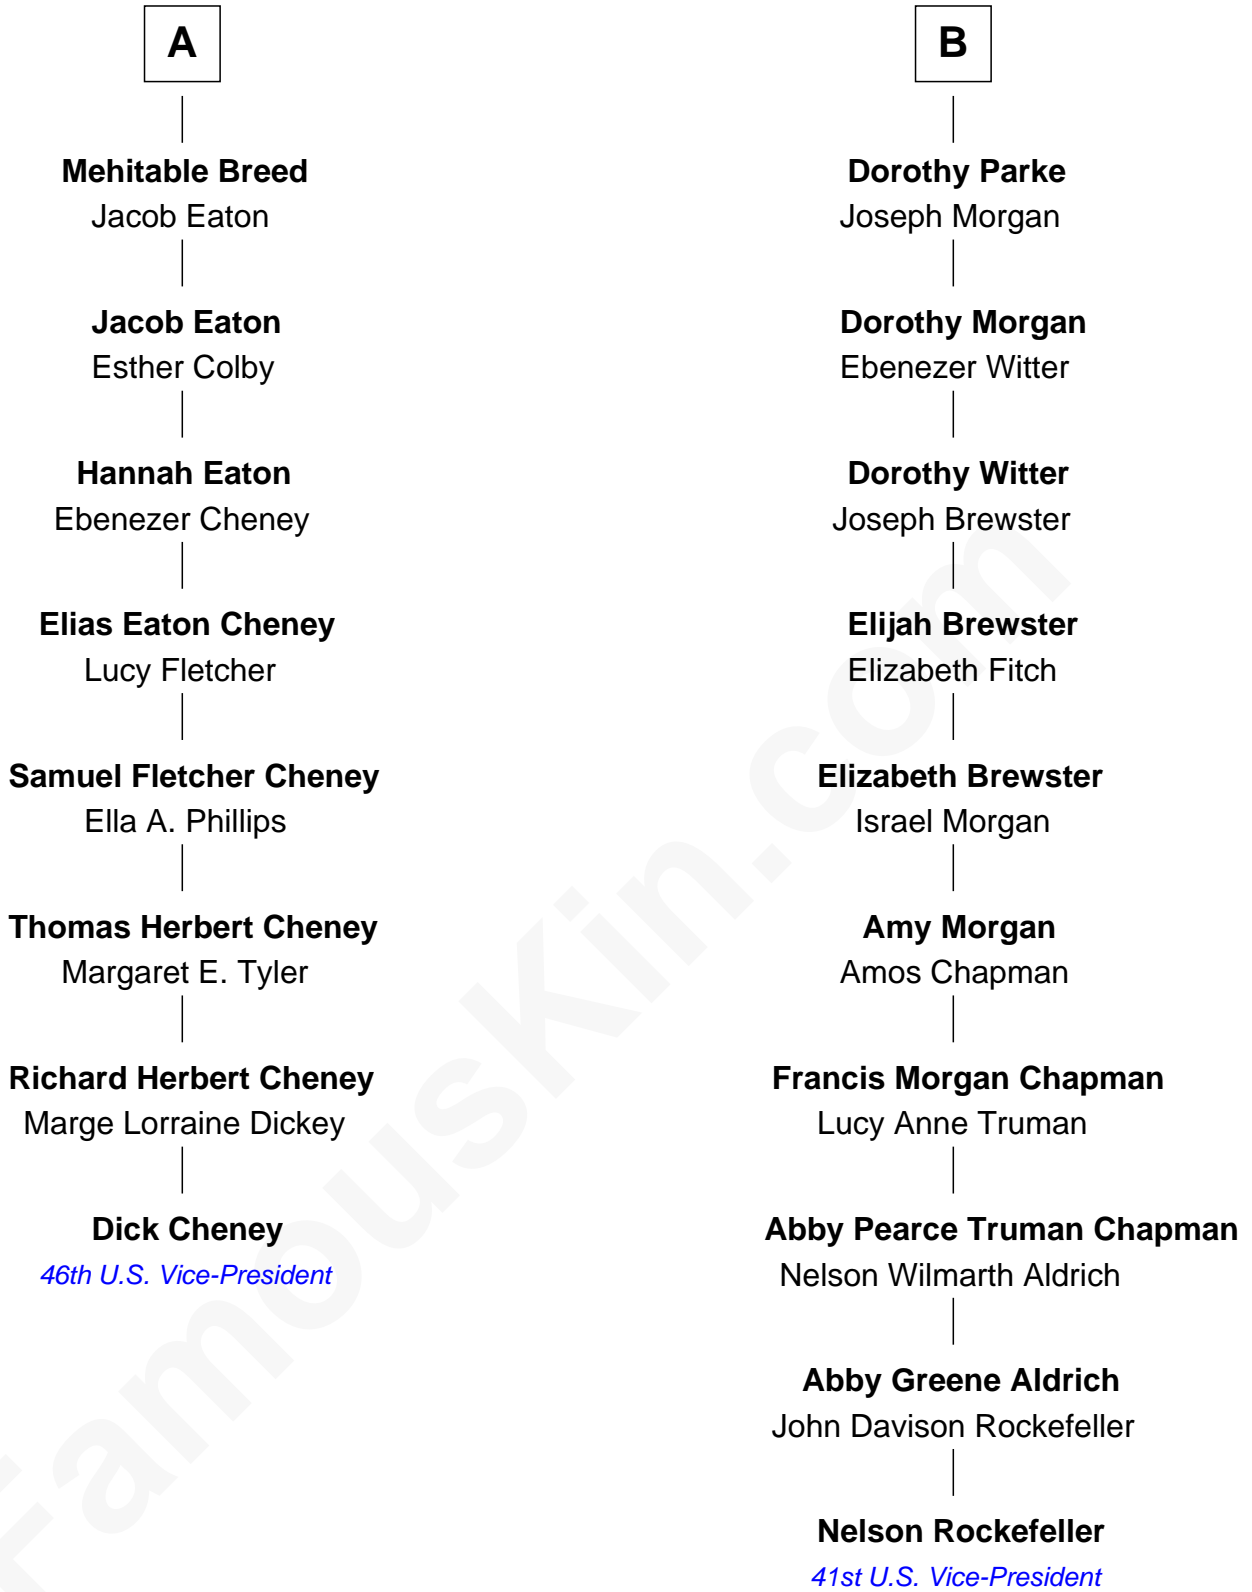 A
Mehitable Breed
Jacob Eaton
Jacob Eaton
Esther Colby
Hannah Eaton
Ebenezer Cheney
Elias Eaton Cheney
Lucy Fletcher
Samuel Fletcher Cheney
Ella A. Phillips
Thomas Herbert Cheney
Margaret E. Tyler
Richard Herbert Cheney
Marge Lorraine Dickey
Dick Cheney
46th U.S. Vice-President
B
Dorothy Parke
Joseph Morgan
Dorothy Morgan
Ebenezer Witter
Dorothy Witter
Joseph Brewster
Elijah Brewster
Elizabeth Fitch
Elizabeth Brewster
Israel Morgan
Amy Morgan
Amos Chapman
Francis Morgan Chapman
Lucy Anne Truman
Abby Pearce Truman Chapman
Nelson Wilmarth Aldrich
Abby Greene Aldrich
John Davison Rockefeller
Nelson Rockefeller
41st U.S. Vice-President
FamousKin.com